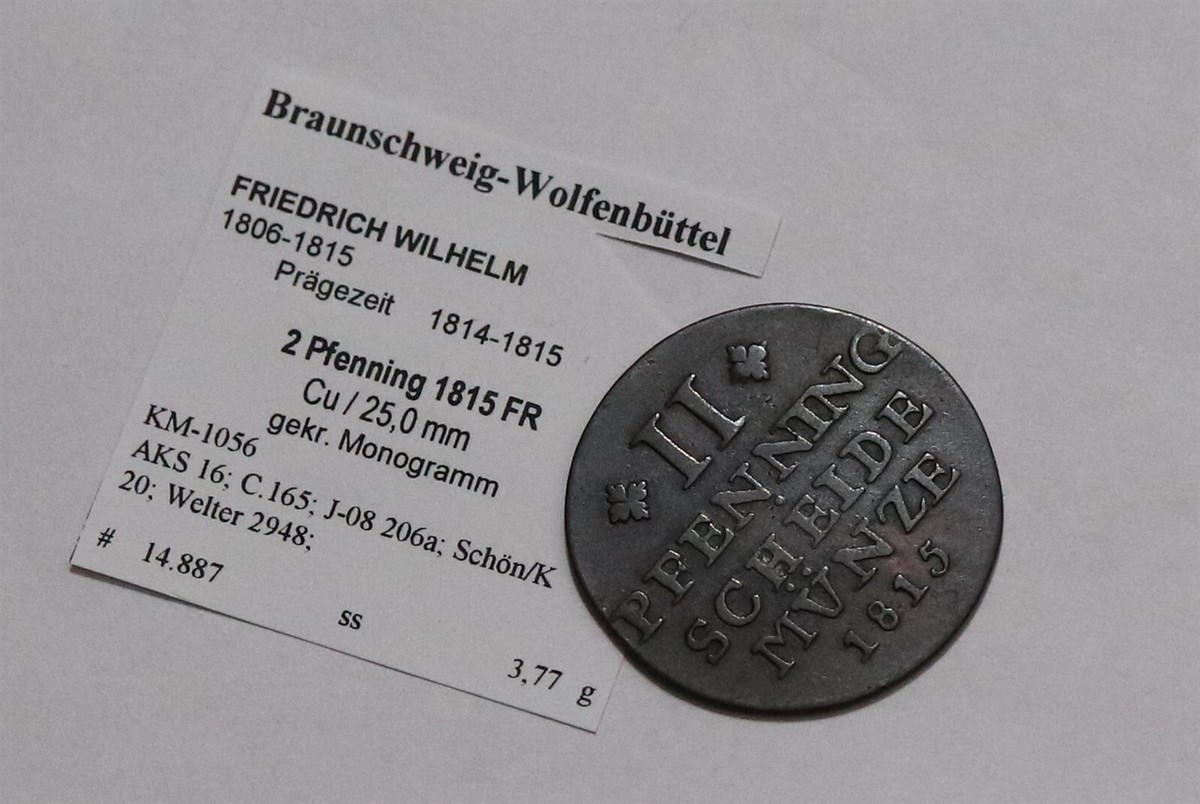 Braunschweig-Wolfenbüttel
FRIEDRICH WILHELM
1806-1815
Prägezeit 1814-1815
2 Pfenning 1815 FR
Cu / 25,0 mm
gekr. Monogramm
KM-1056
AKS 16; C.165; J-08 206a; Schön/K
20; Welter 2948;
# 14.887
ss
3,77 g
II
PFENNING
SCHEIDE
MÜNZE
1815